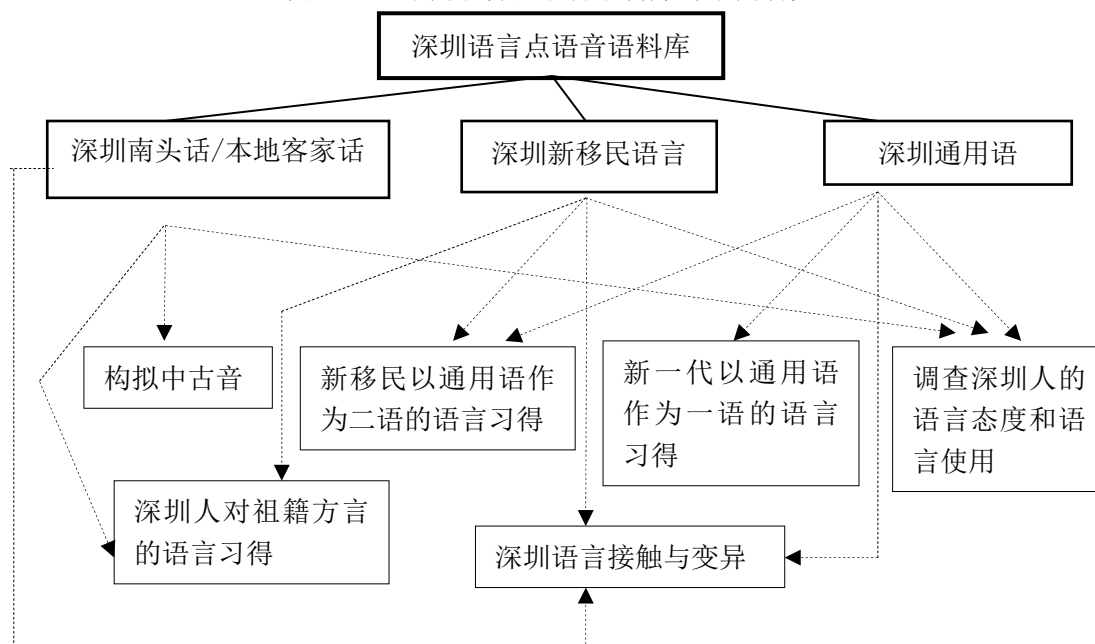 深圳语言点语音语料库
深圳南头话/本地客家话
深圳新移民语言
深圳通用语
构拟中古音
新移民以通用语作
为二语的语言习得
新一代以通用语
作为一语的语言
习得
调查深圳人的
语言态度和语
言使用
深圳人对祖籍方言
的语言习得
深圳语言接触与变异